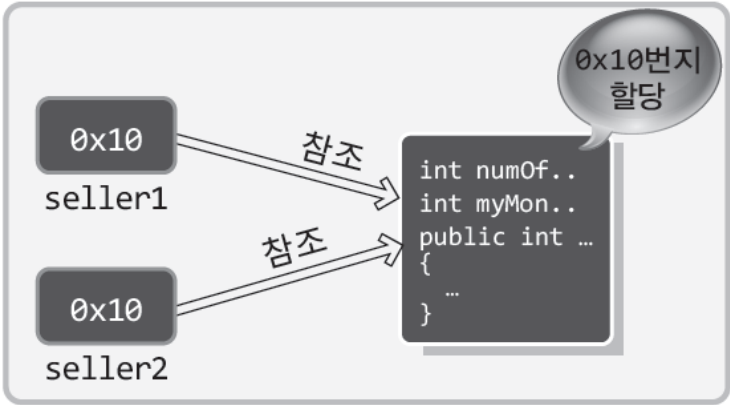 0x10번지
할당
0x10
seller1
참조
int numOf..
int myMon..
public int …
{
…
}
참조
0x10
seller2